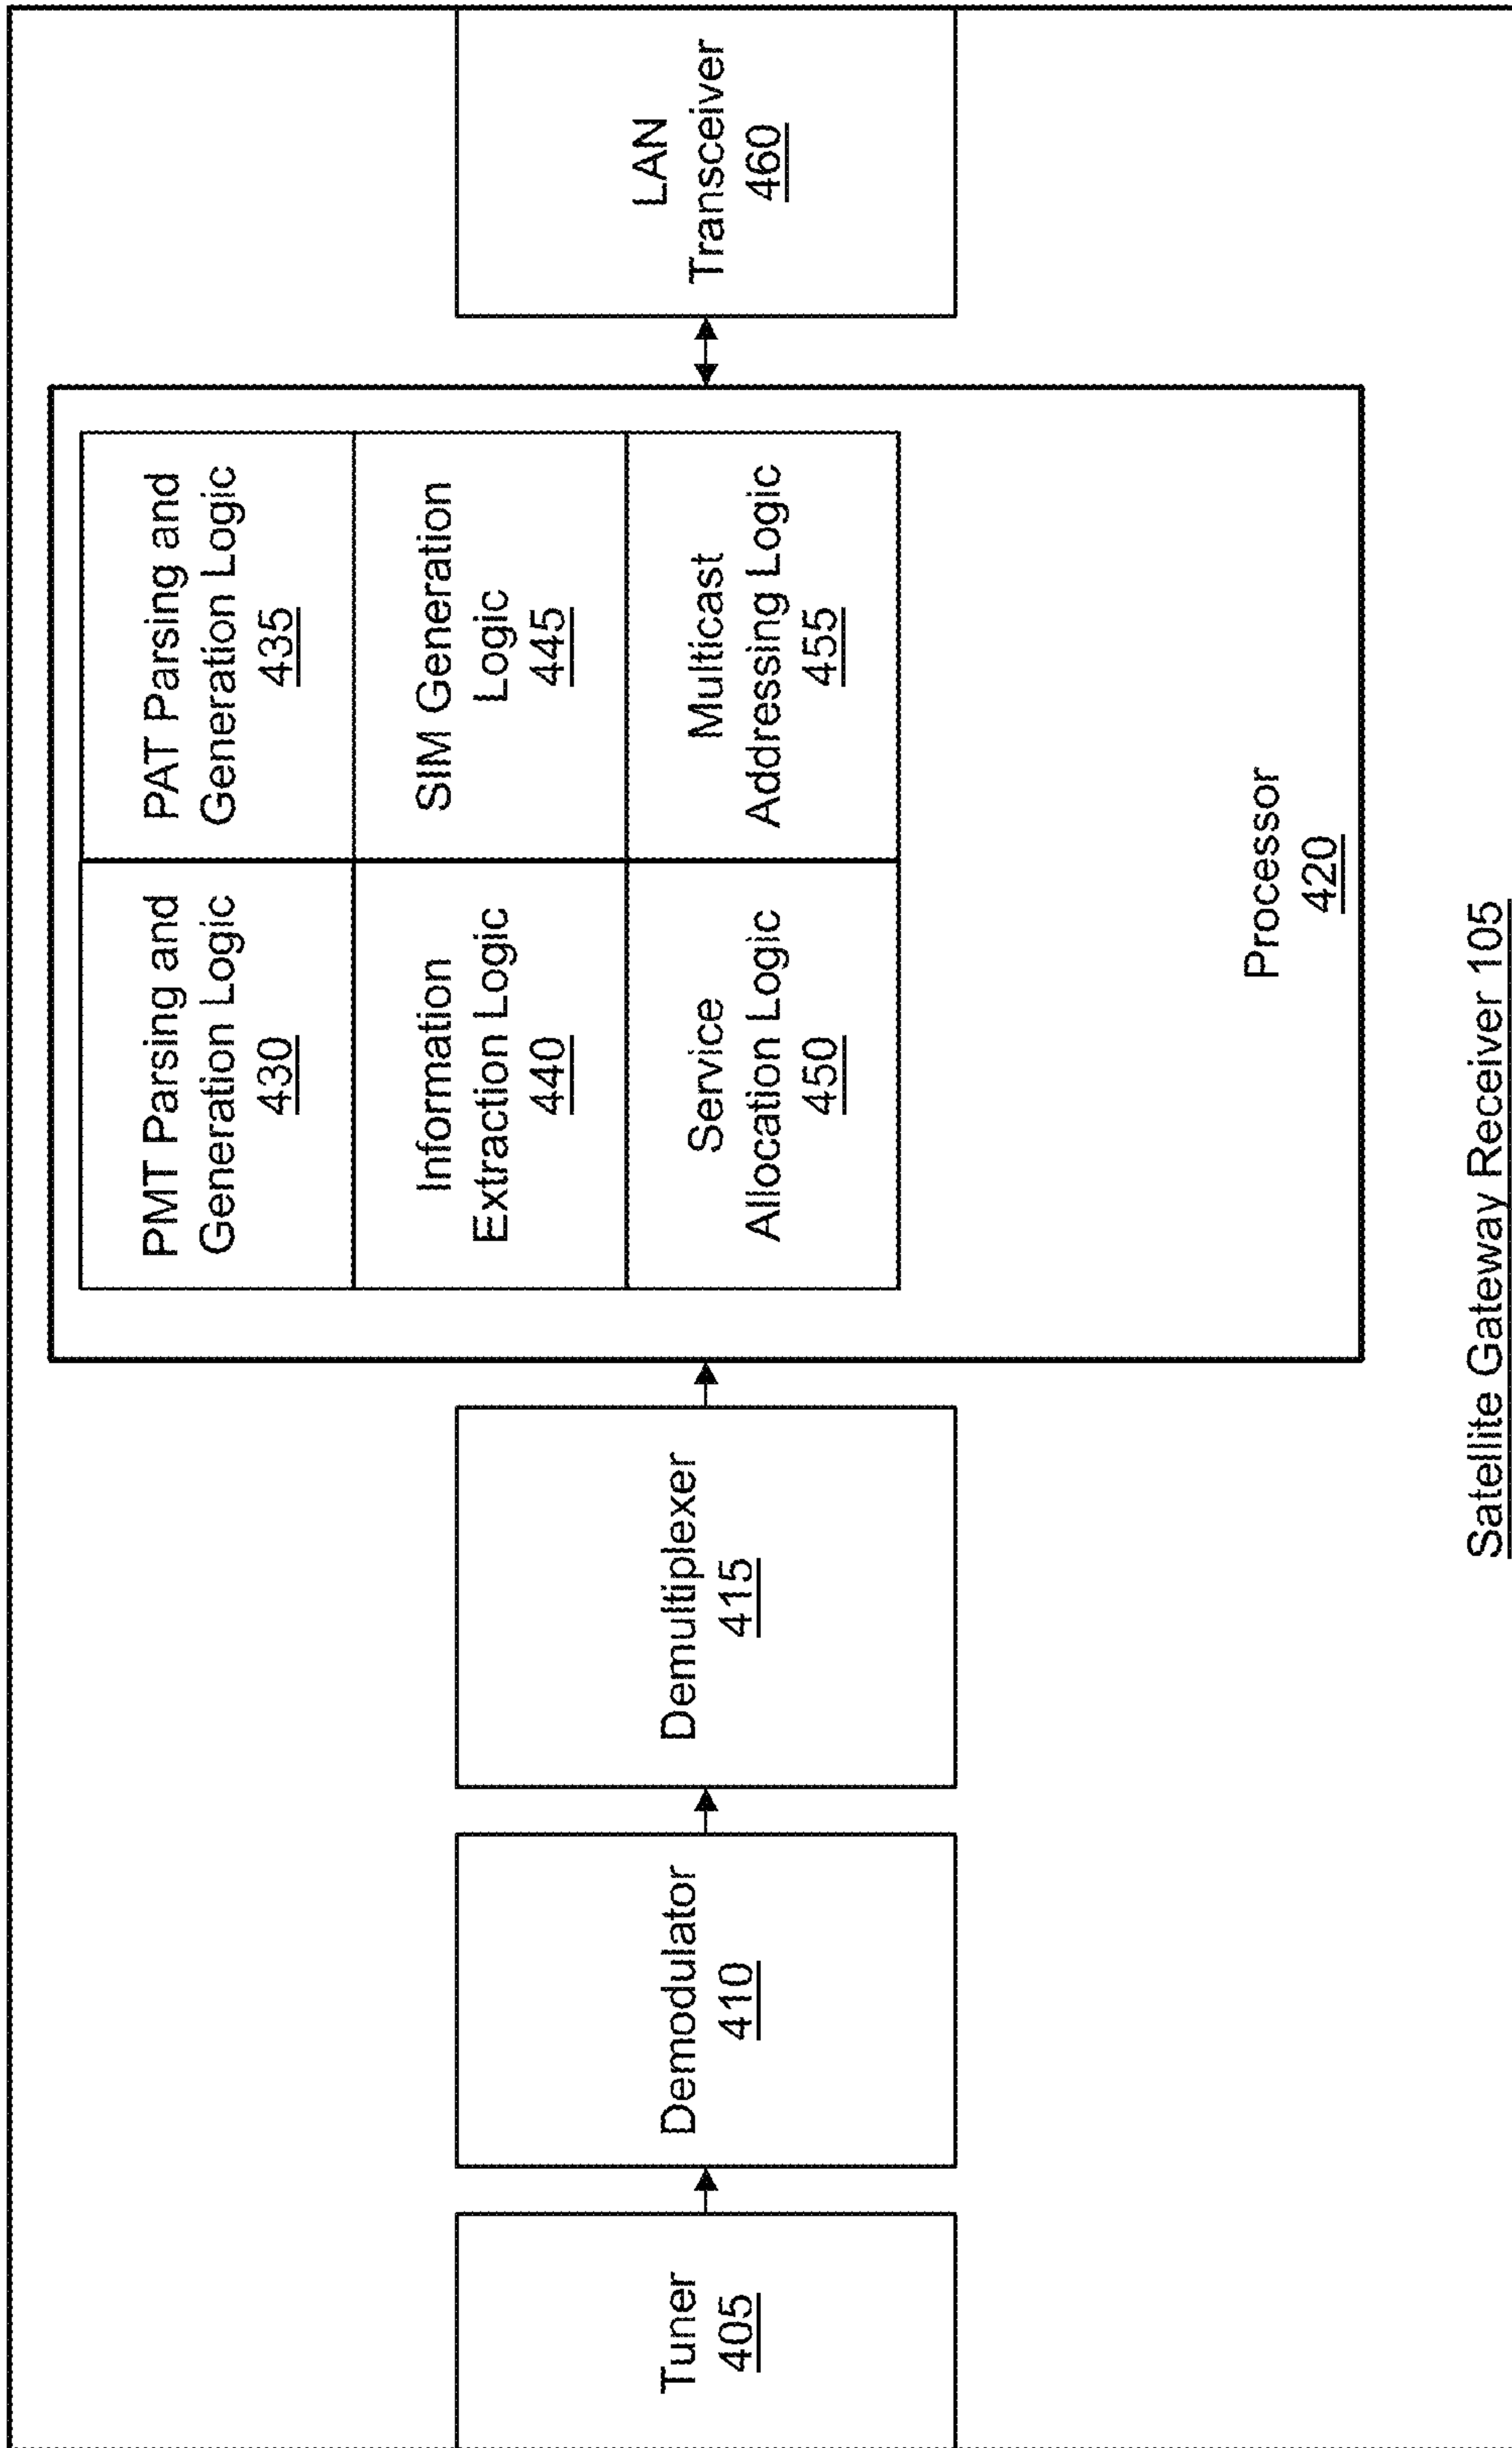 Tuner
405
Demodulator
410
Demultiplexer
415
PMT Parsing and
Generation Logic
430
PAT Parsing and
Generation Logic
435
Information
Extraction Logic
440
SIM Generation
Logic
445
Service
Allocation Logic
450
Multicast
Addressing Logic
455
Processor
420
LAN
Transceiver
460
Satellite Gateway Receiver 105